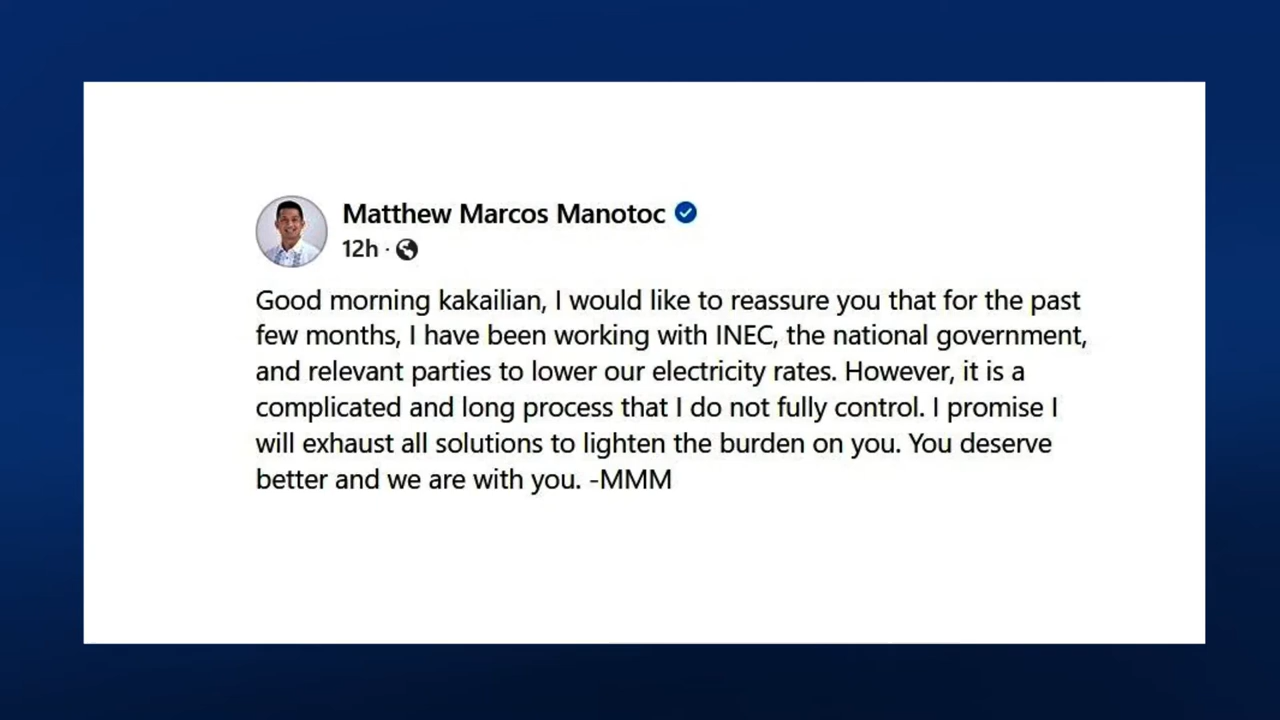 Matthew Marcos Manotoc
12h ·
Good morning kakailian, I would like to reassure you that for the past
few months, I have been working with INEC, the national government,
and relevant parties to lower our electricity rates. However, it is a
complicated and long process that I do not fully control. I promise I
will exhaust all solutions to lighten the burden on you. You deserve
better and we are with you. -MMM